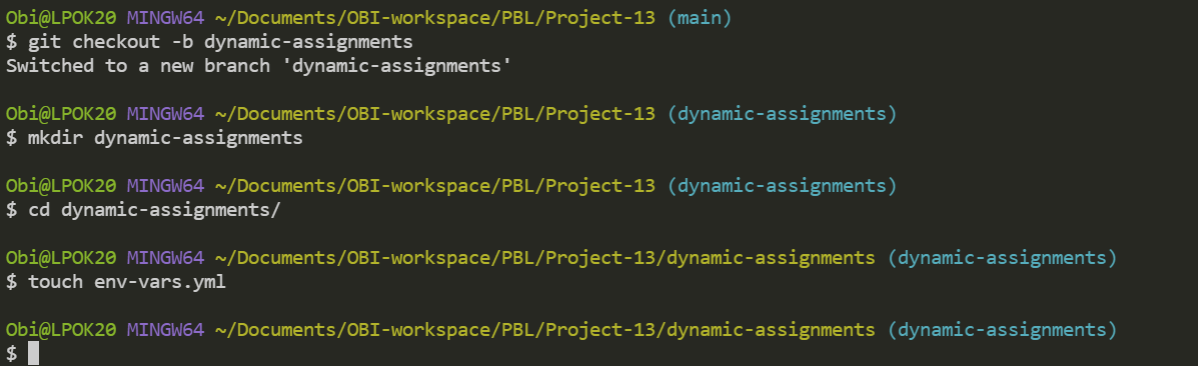 Obi@LPOK20 MINGW64 ~/Documents/OBI-workspace/PBL/Project-13 (main)
$ git checkout -b dynamic-assignments
Switched to a new branch 'dynamic-assignments'
Obi@LPOK20 MINGW64 ~/Documents/OBI-workspace/PBL/Project-13 (dynamic-assignments)
$ mkdir dynamic-assignments
Obi@LPOK20 MINGW64 ~/Documents/OBI-workspace/PBL/Project-13 (dynamic-assignments)
$ cd dynamic-assignments/
Obi@LPOK20 MINGW64 ~/Documents/OBI-workspace/PBL/Project-13/dynamic-assignments (dynamic-assignments)
$ touch env-vars.yml
Obi@LPOK20 MINGW64 ~/Documents/OBI-workspace/PBL/Project-13/dynamic-assignments (dynamic-assignments)
$